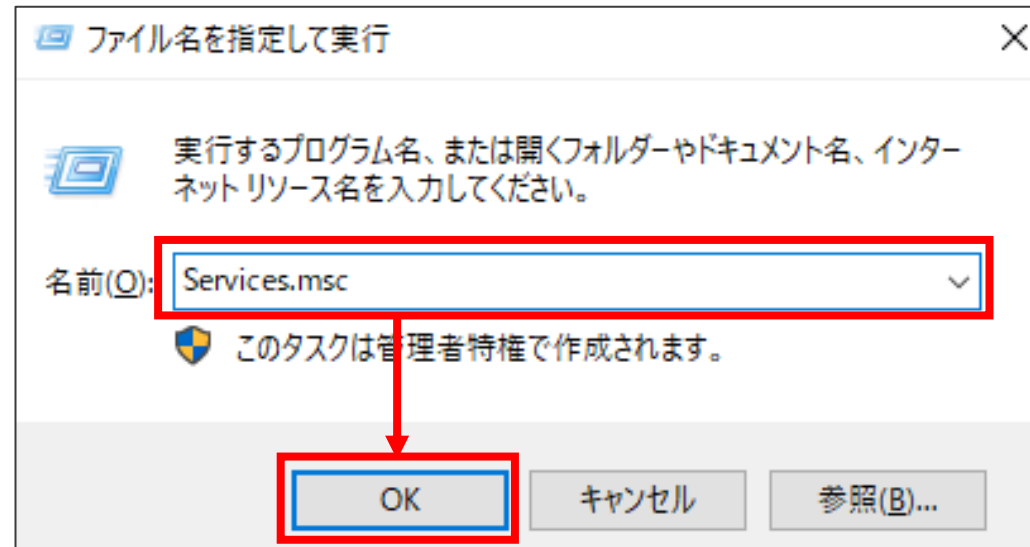 ファイル名を指定して実行
実行するプログラム名、または開くフォルダーやドキュメント名、インター
ネット リソース名を入力してください。
名前(O): Services.msc
このタスクは管理者特権で作成されます。
OK キャンセル 参照(B)...